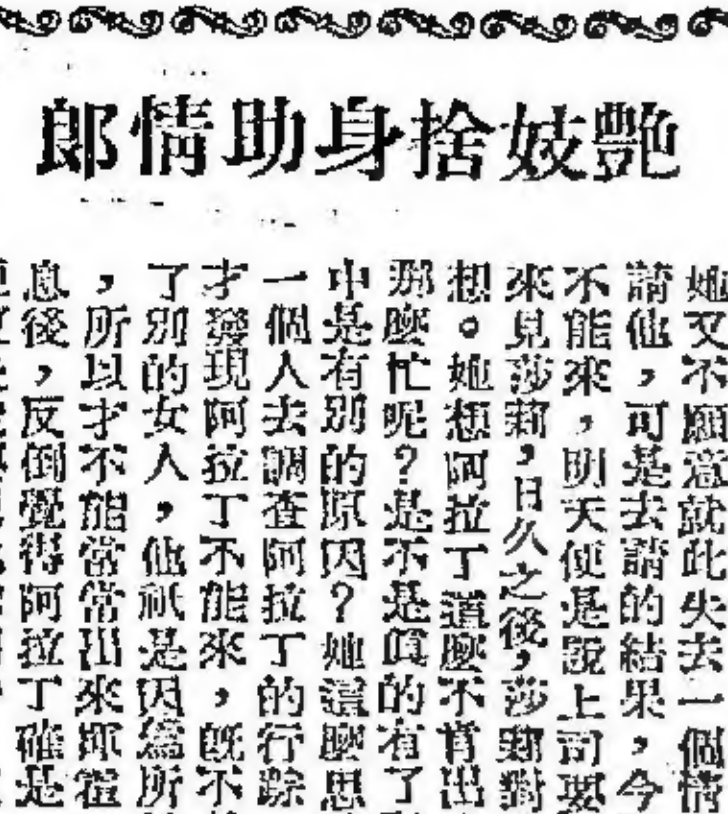 艷妓捨身助情郎
她又不願意就此失去一個情
請他，可是去請的結果，今
不能來，明天便是說上司要
來見莎莉，日久之後，莎莉對
想。她想阿拉丁這麼不肯出
那麼忙呢？是不是真的有了
中是有別的原因？她這麼思
一個人去調查阿拉丁的行踪
才發現阿拉丁不能來，既不
了別的女人，他祇是因為所
，所以才不能常常出來揮霍
息後，反倒覺得阿拉丁確是